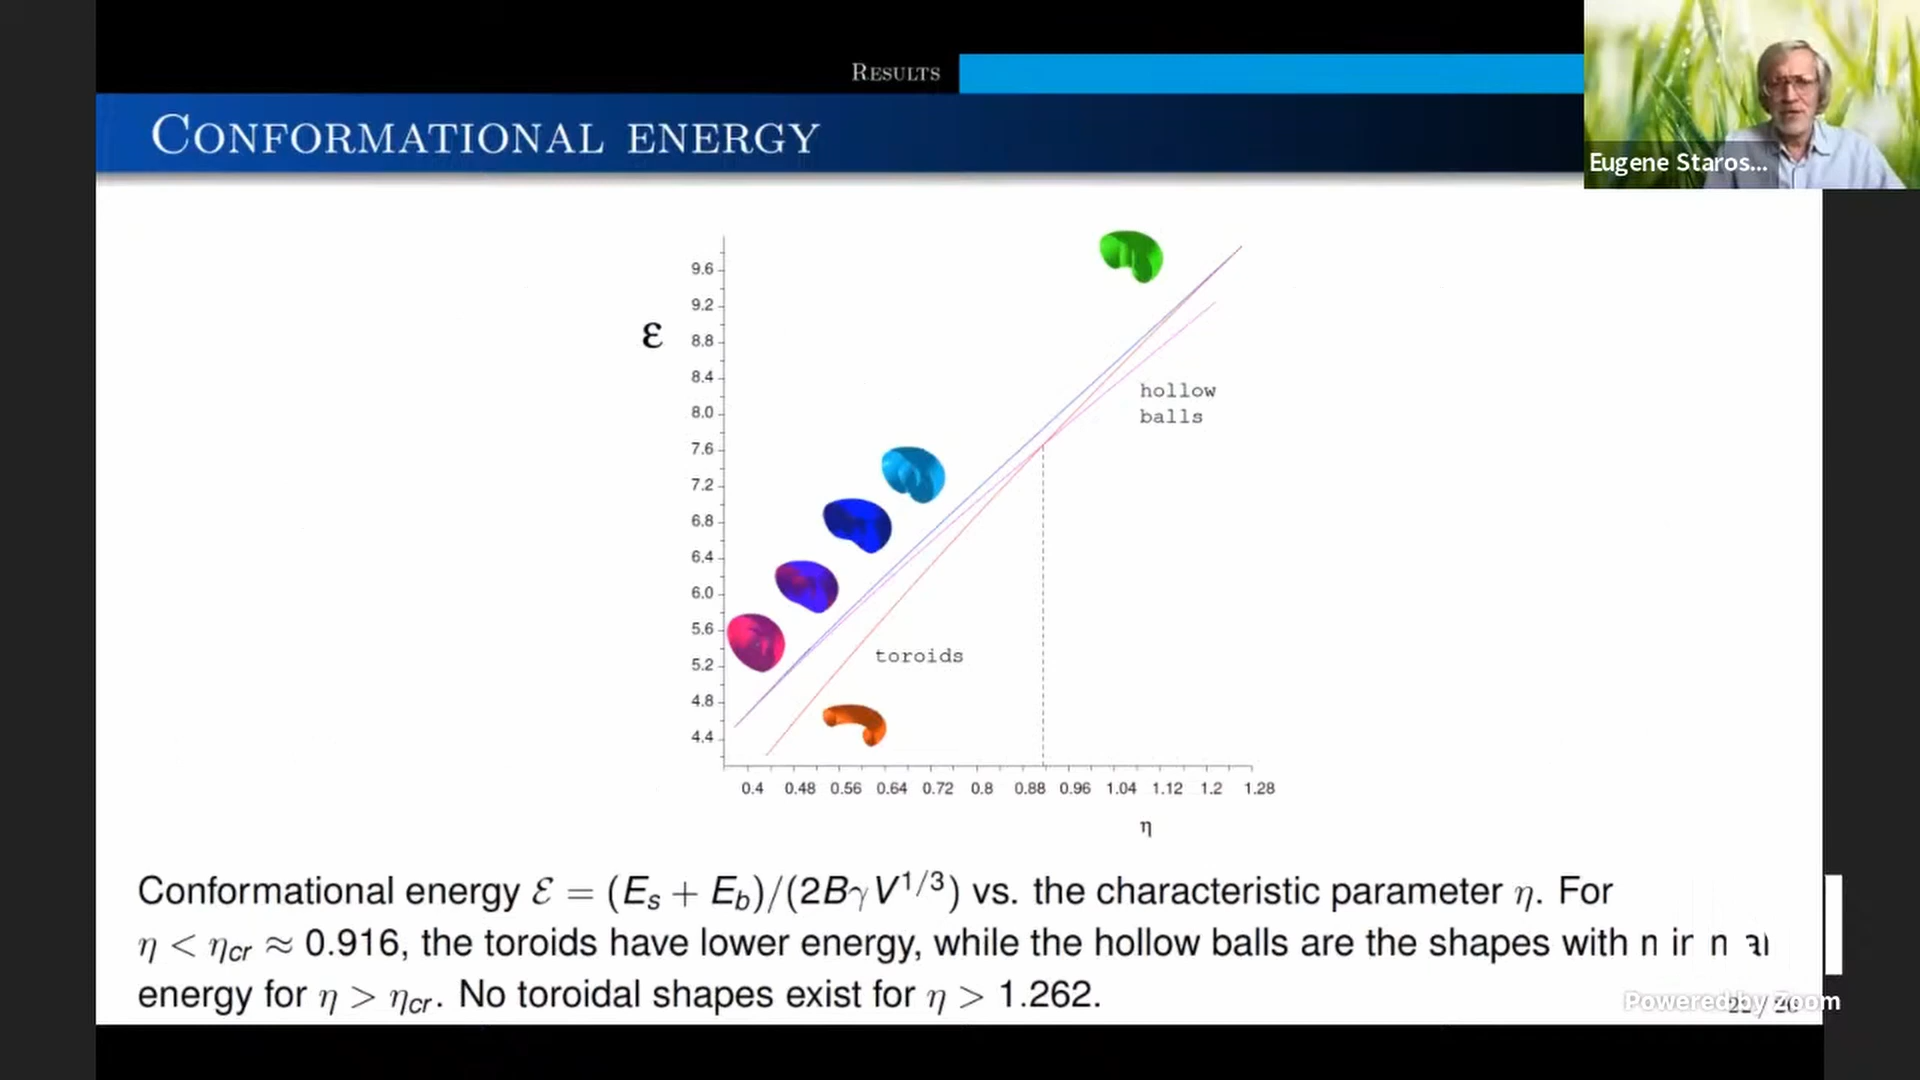 RESULTS
CONFORMATIONAL ENERGY
Eugene Staros...
9.6
9.2
ε
8.8
8.4
hollow
balls
8.0
7.6
7.2
6.8
6.4
6.0
5.6
toroids
5.2
4.8
4.4
0.4 0.48 0.56 0.64 0.72 0.8 0.88 0.96 1.04 1.12 1.2 1.28
η
Conformational energy ℰ = (E_s + E_b)/(2BγV^{1/3}) vs. the characteristic parameter η. For
η < η_cr ≈ 0.916, the toroids have lower energy, while the hollow balls are the shapes with
energy for η > η_cr. No toroidal shapes exist for η > 1.262.
Powered by Zoom